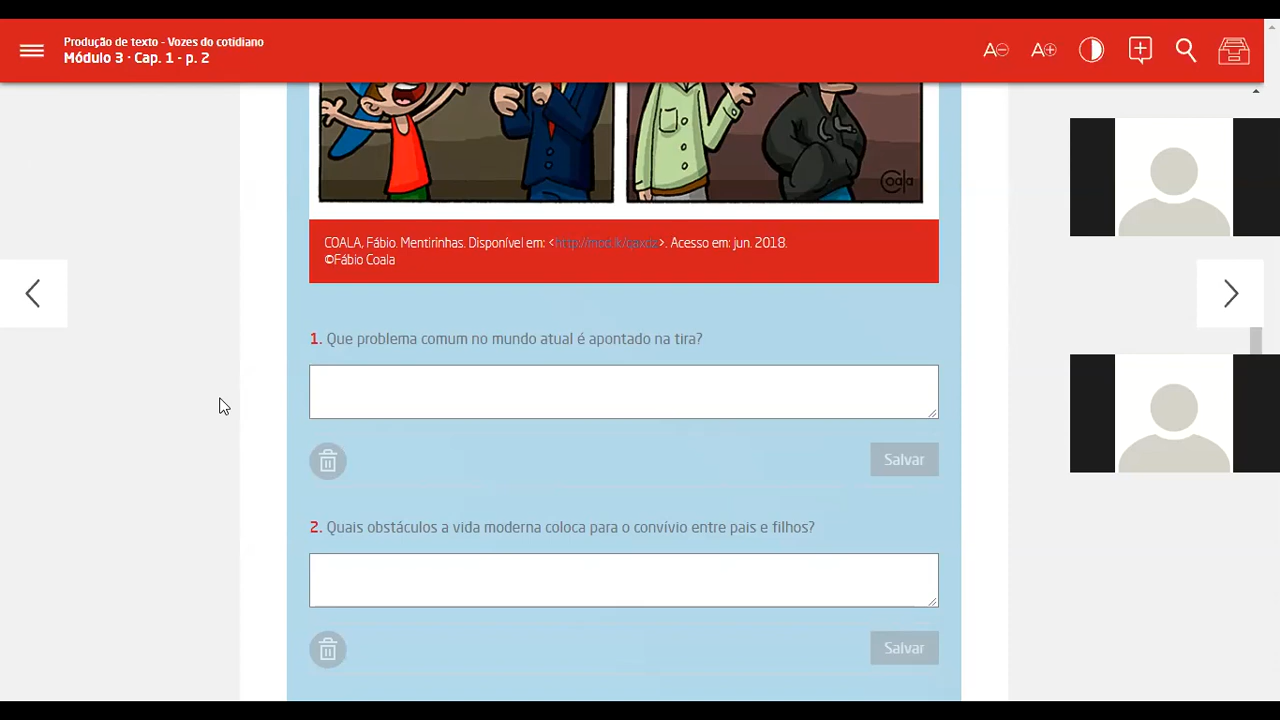 Produção de texto - Vozes do cotidiano
Módulo 3 · Cap. 1 - p. 2
A A
Coala
COALA, Fábio. Mentirinhas. Disponível em: <http://mod.lk/qaxdz>. Acesso em: jun. 2018.
©Fábio Coala
1. Que problema comum no mundo atual é apontado na tira?
Salvar
2. Quais obstáculos a vida moderna coloca para o convívio entre pais e filhos?
Salvar